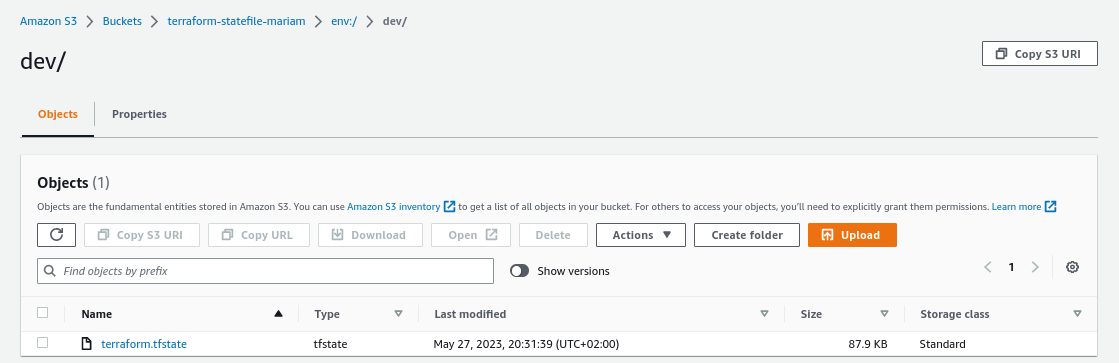 Amazon S3 > Buckets > terraform-statefile-mariam > env:/ > dev/
dev/
Copy S3 URI
Objects Properties
Objects (1)
Objects are the fundamental entities stored in Amazon S3. You can use Amazon S3 inventory to get a list of all objects in your bucket. For others to access your objects, you'll need to explicitly grant them permissions. Learn more
Copy S3 URI Copy URL Download Open Delete Actions Create folder Upload
Find objects by prefix Show versions 1
Name Type Last modified Size Storage class
terraform.tfstate tfstate May 27, 2023, 20:31:39 (UTC+02:00) 87.9 KB Standard